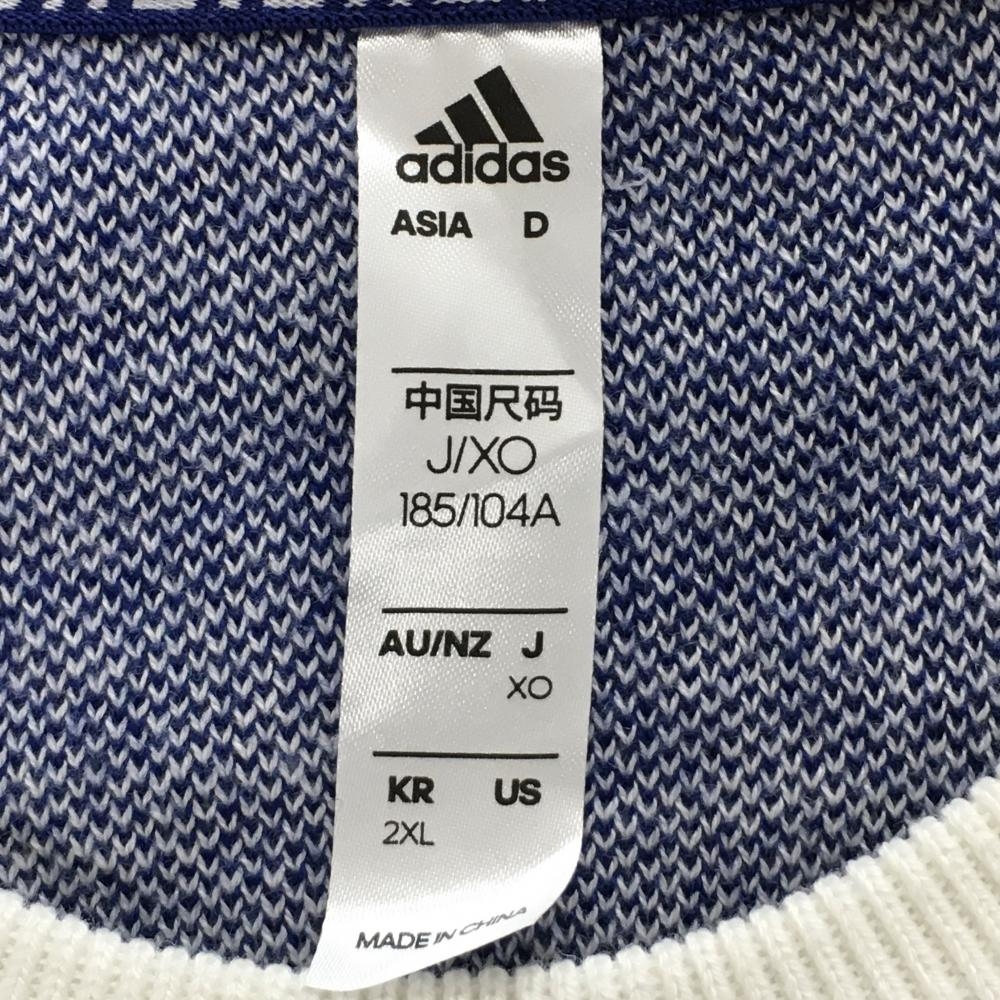 adidas
ASIA D
中国尺码
J/XO
185/104A
AU/NZ J
XO
KR US
2XL
MADE IN CHINA